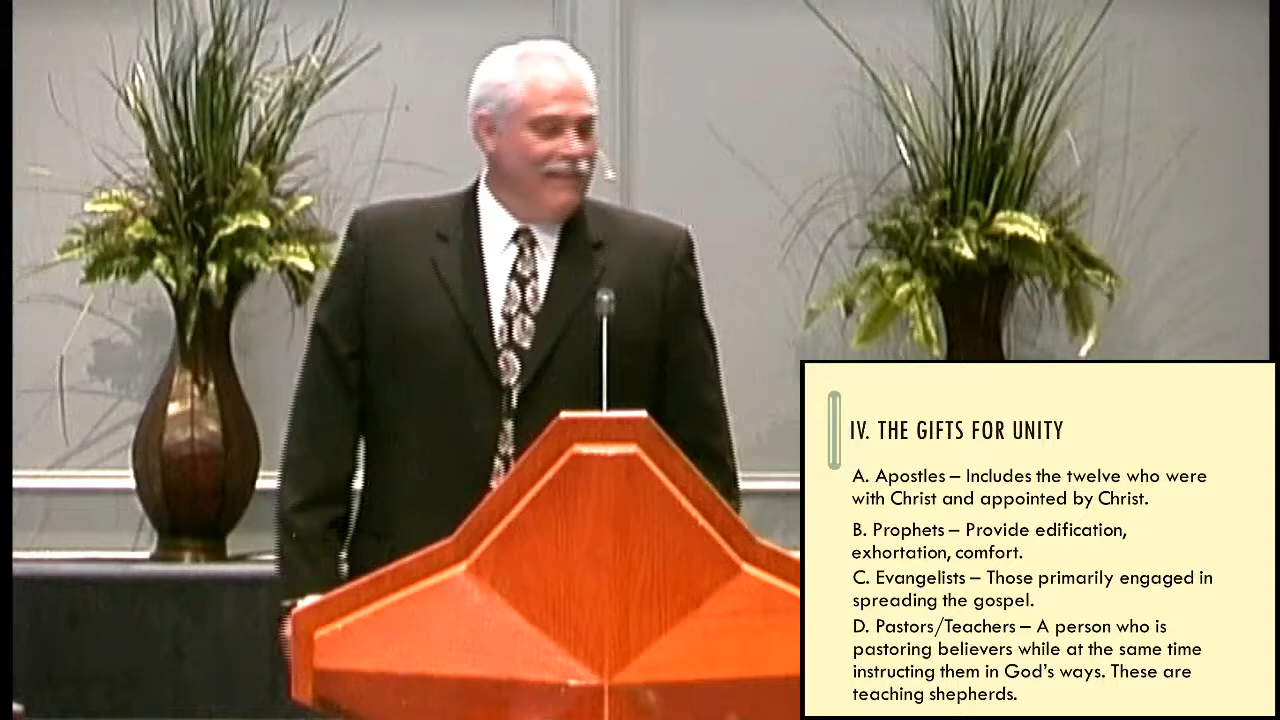 IV. THE GIFTS FOR UNITY
A. Apostles – Includes the twelve who were
with Christ and appointed by Christ.
B. Prophets – Provide edification,
exhortation, comfort.
C. Evangelists – Those primarily engaged in
spreading the gospel.
D. Pastors/Teachers – A person who is
pastoring believers while at the same time
instructing them in God's ways. These are
teaching shepherds.